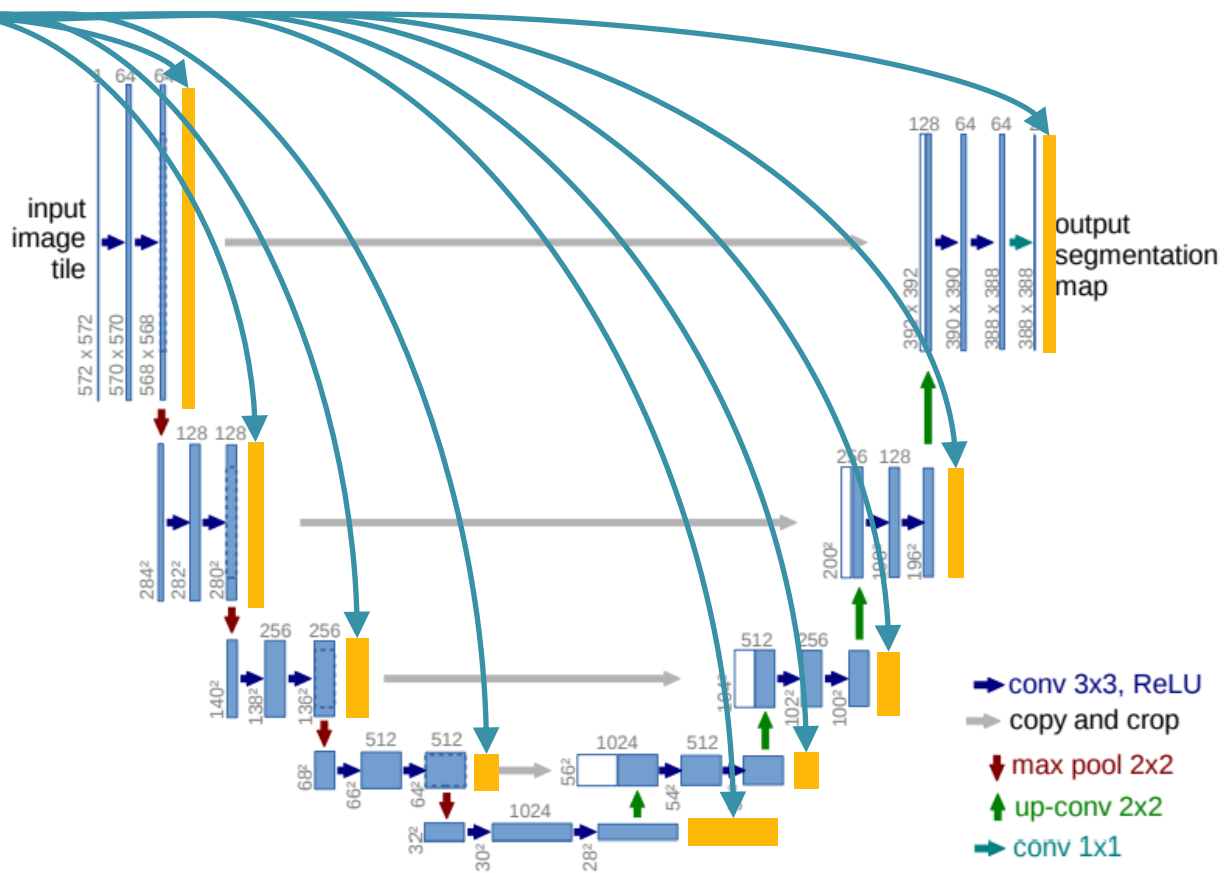 1 64
128 64 64
input
image
tile
output
segmentation
map
572 x 572
570 x 570
568 x 568
392 x 392
390 x 390
388 x 388
388 x 388
128 128
256 128
284²
282²
280²
200²
196²
256 256
512 256
140²
138²
136²
102²
100²
conv 3x3, ReLU
copy and crop
max pool 2x2
up-conv 2x2
conv 1x1
512 512
1024 512
68²
66²
64²
56²
54²
1024
32²
30²
28²